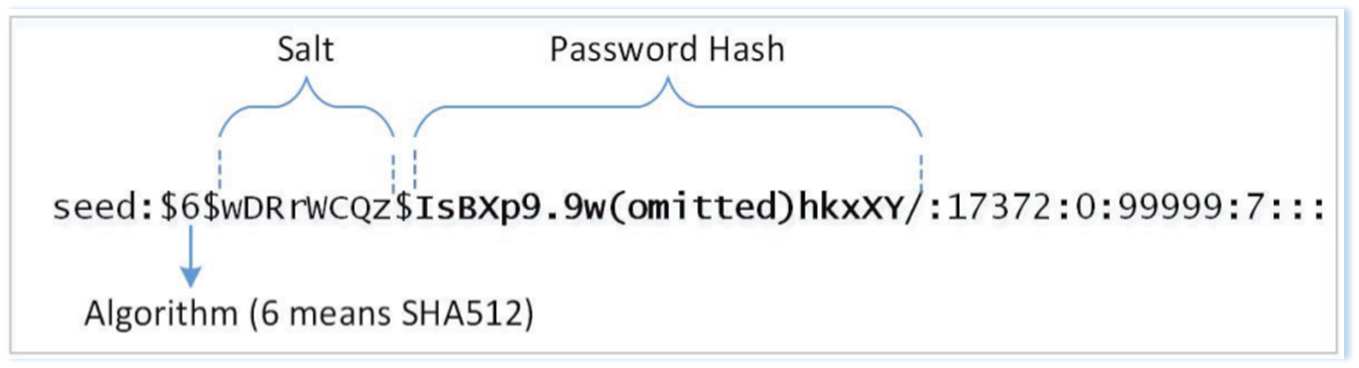 Salt Password Hash
seed:$6$wDRrWCQz$IsBXp9.9w(omitted)hkxXY/:17372:0:99999:7:::
Algorithm (6 means SHA512)